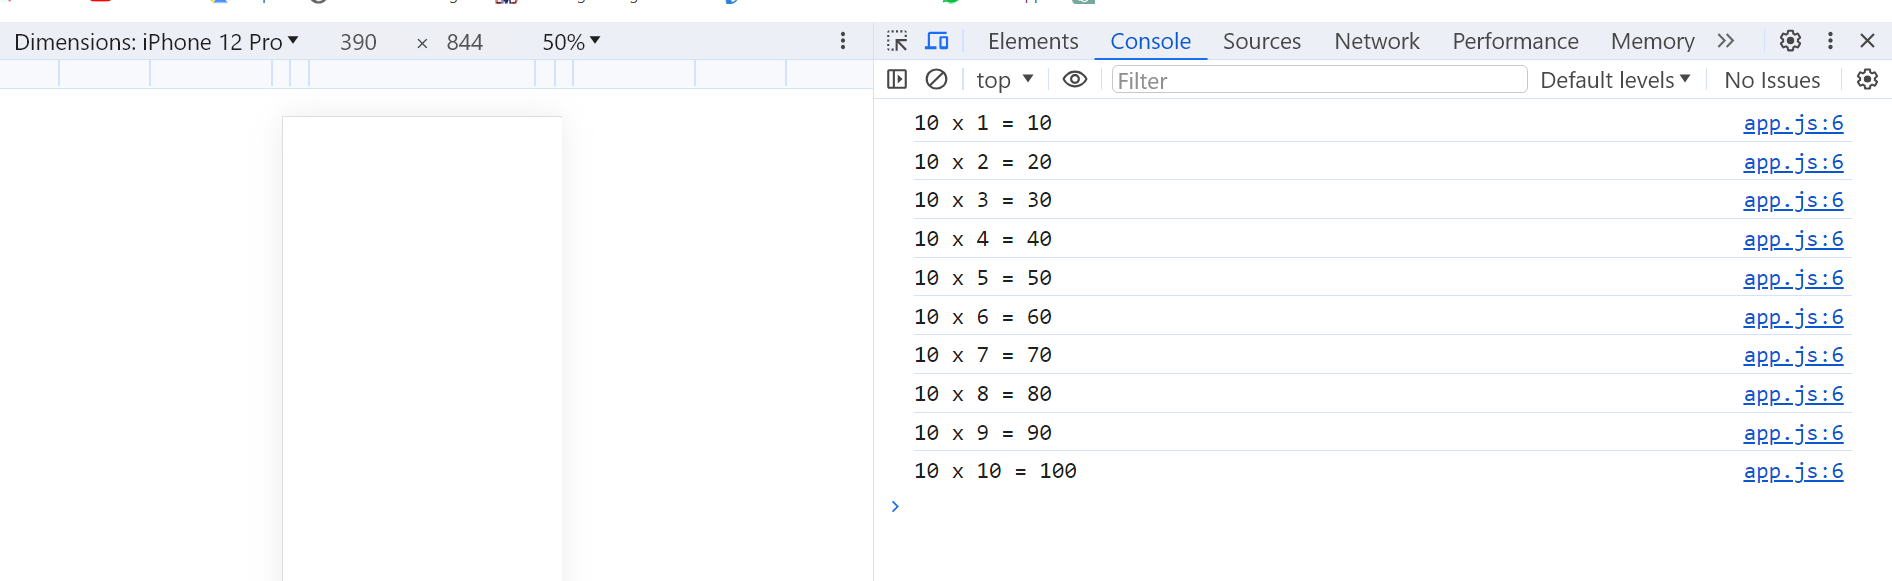 Dimensions: iPhone 12 Pro 390 × 844 50%
Elements Console Sources Network Performance Memory
top Filter Default levels No Issues
10 x 1 = 10 app.js:6
10 x 2 = 20 app.js:6
10 x 3 = 30 app.js:6
10 x 4 = 40 app.js:6
10 x 5 = 50 app.js:6
10 x 6 = 60 app.js:6
10 x 7 = 70 app.js:6
10 x 8 = 80 app.js:6
10 x 9 = 90 app.js:6
10 x 10 = 100 app.js:6